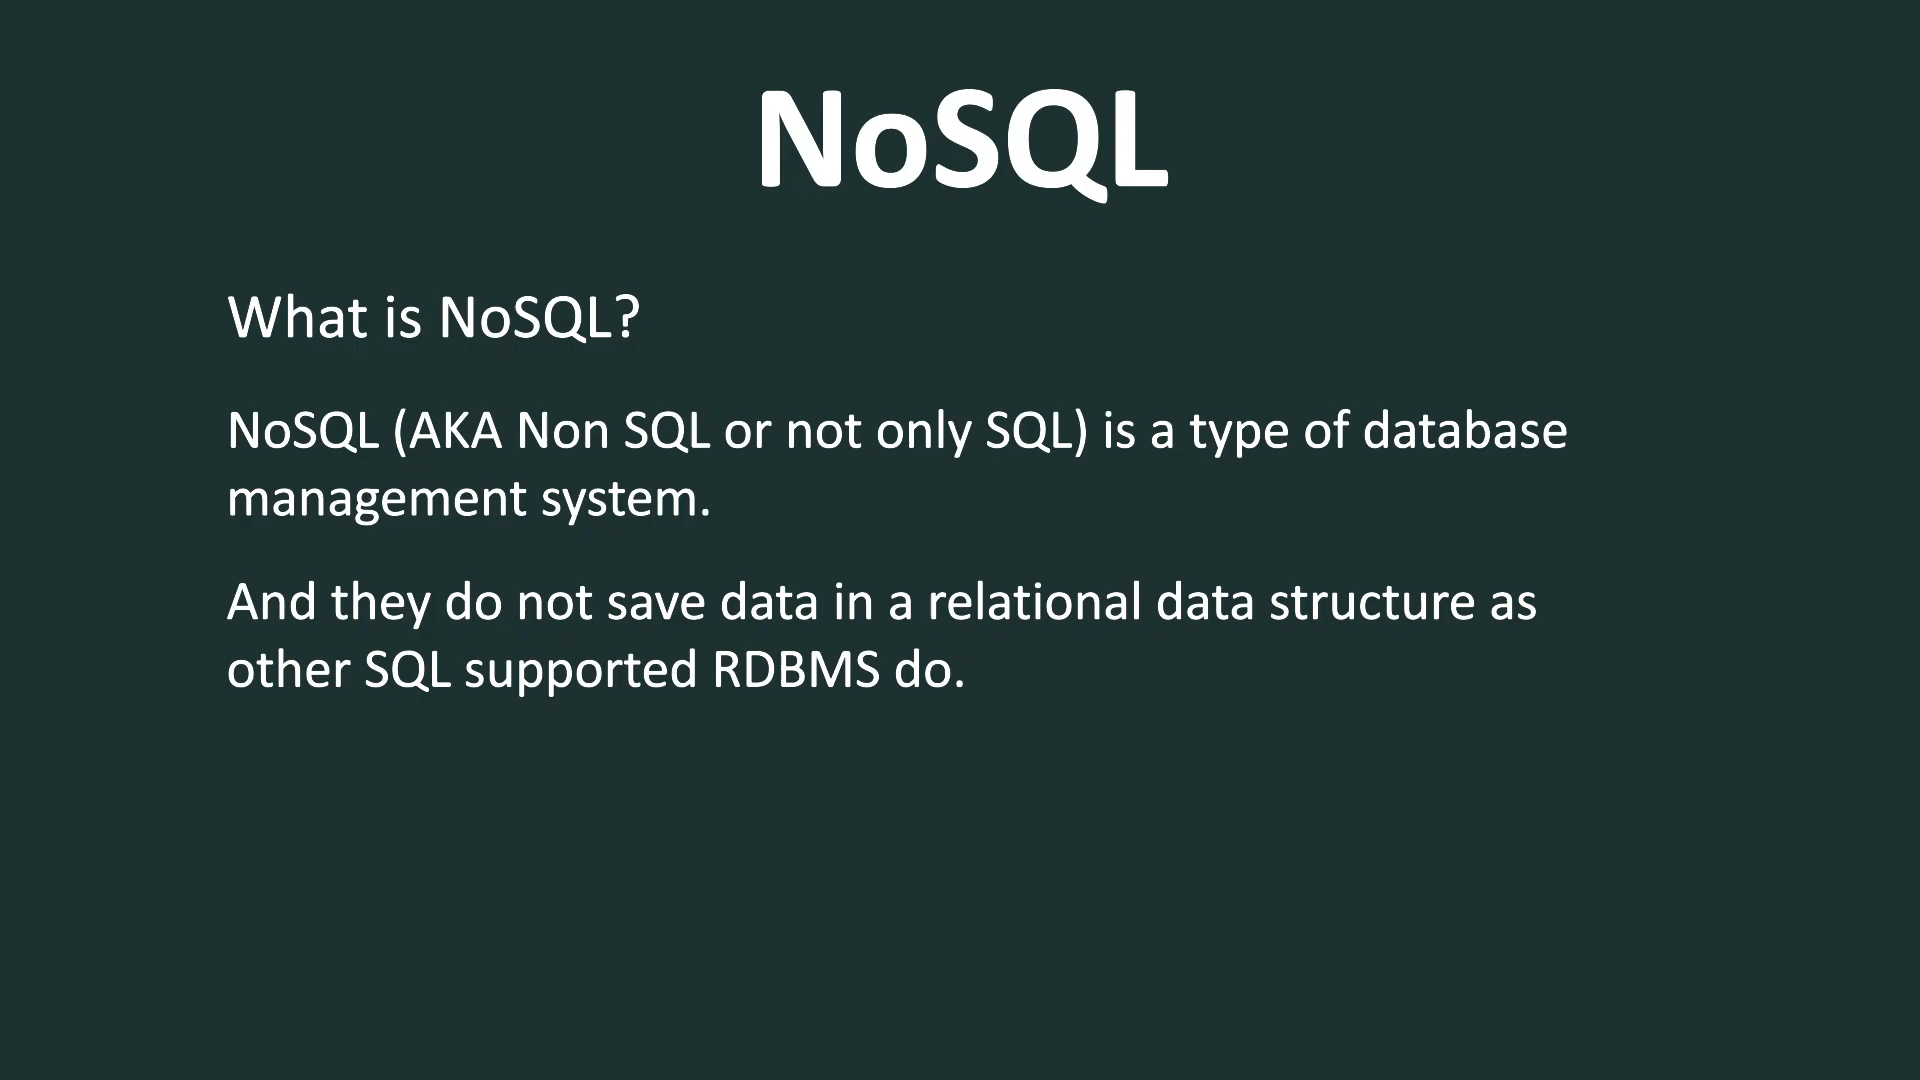 NoSQL
What is NoSQL?
NoSQL (AKA Non SQL or not only SQL) is a type of database
management system.
And they do not save data in a relational data structure as
other SQL supported RDBMS do.